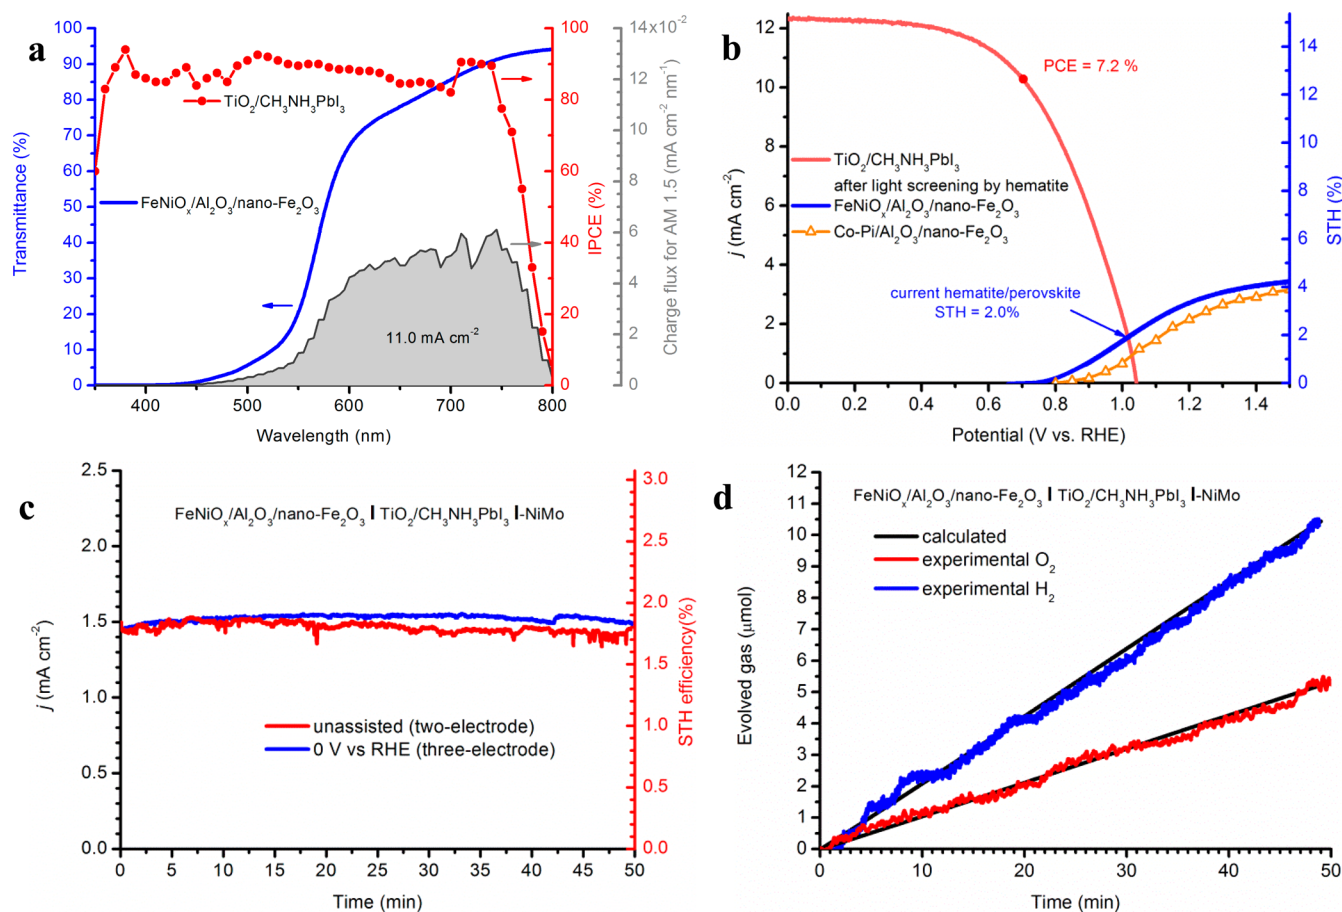 a
100
90
80
70
60
50
40
30
20
10
0
Transmittance (%)
TiO₂/CH₃NH₃PbI₃
FeNiOₓ/Al₂O₃/nano-Fe₂O₃
11.0 mA cm⁻²
400 500 600 700 800
Wavelength (nm)
100
80
60
40
20
0
IPCE (%)
14x10⁻²
12
10
8
6
4
2
0
Charge flux for AM 1.5 (mA cm⁻² nm⁻¹)
b
12
9
6
3
0
j (mA cm⁻²)
PCE = 7.2 %
TiO₂/CH₃NH₃PbI₃
after light screening by hematite
FeNiOₓ/Al₂O₃/nano-Fe₂O₃
Co-Pi/Al₂O₃/nano-Fe₂O₃
current hematite/perovskite
STH = 2.0%
0.0 0.2 0.4 0.6 0.8 1.0 1.2 1.4
Potential (V vs. RHE)
14
12
10
8
6
4
2
0
STH (%)
c
2.5
2.0
1.5
1.0
0.5
0.0
j (mA cm⁻²)
FeNiOₓ/Al₂O₃/nano-Fe₂O₃ I TiO₂/CH₃NH₃PbI₃ I-NiMo
unassisted (two-electrode)
0 V vs RHE (three-electrode)
0 5 10 15 20 25 30 35 40 45 50
Time (min)
3.0
2.5
2.0
1.5
1.0
0.5
0.0
STH efficiency(%)
d
12
11
10
9
8
7
6
5
4
3
2
1
0
Evolved gas (μmol)
FeNiOₓ/Al₂O₃/nano-Fe₂O₃ I TiO₂/CH₃NH₃PbI₃ I-NiMo
calculated
experimental O₂
experimental H₂
0 10 20 30 40 50
Time (min)